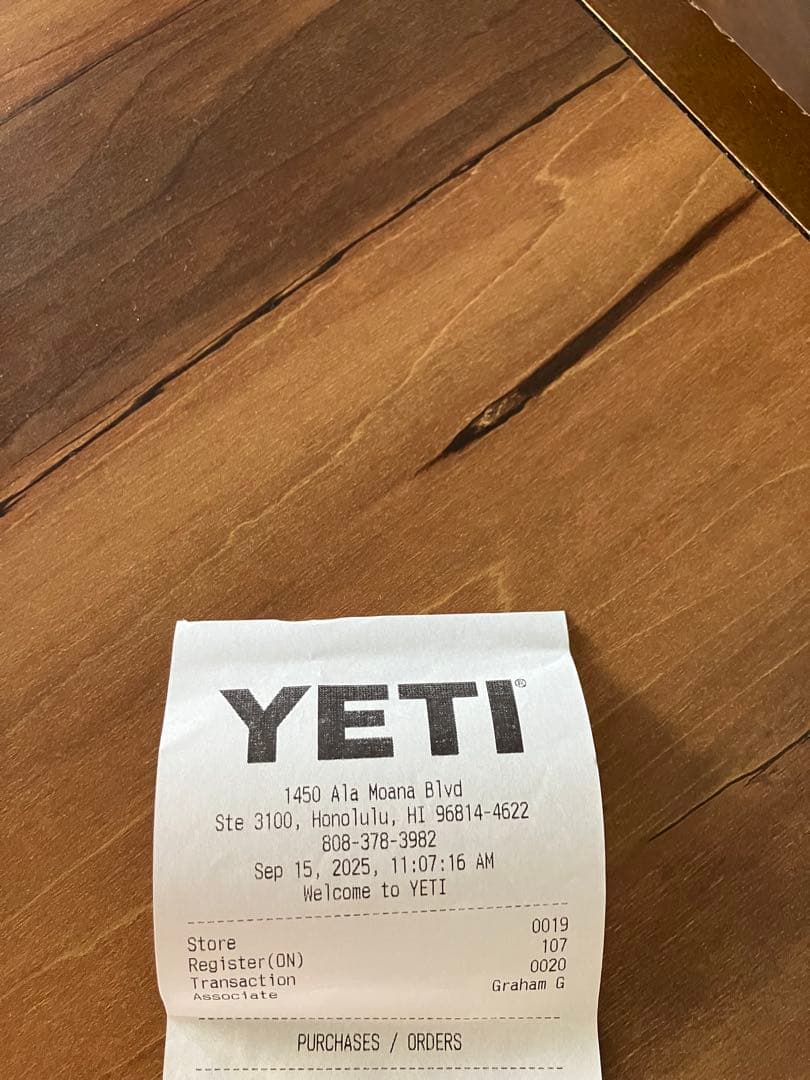 YETI®
1450 Ala Moana Blvd
Ste 3100, Honolulu, HI 96814-4622
808-378-3982
Sep 15, 2025, 11:07:16 AM
Welcome to YETI
Store 0019
Register(ON) 107
Transaction 0020
Associate Graham G
PURCHASES / ORDERS